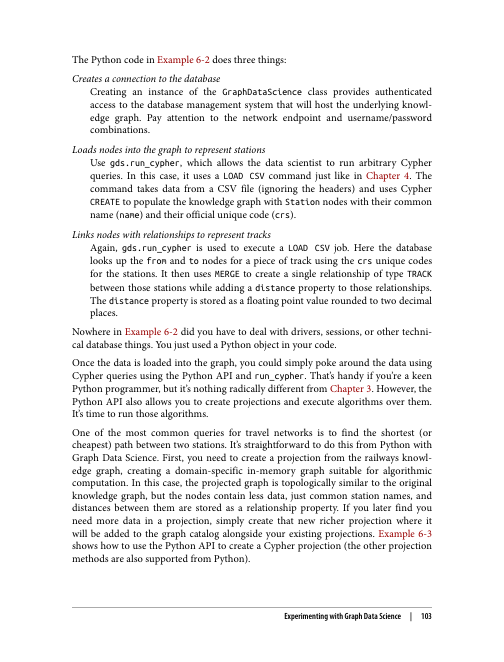 The Python code in Example 6-2 does three things:
Creates a connection to the database
Creating an instance of the GraphDataScience class provides authenticated
access to the database management system that will host the underlying knowl-
edge graph. Pay attention to the network endpoint and username/password
combinations.
Loads nodes into the graph to represent stations
Use gds.run_cypher, which allows the data scientist to run arbitrary Cypher
queries. In this case, it uses a LOAD CSV command just like in Chapter 4. The
command takes data from a CSV file (ignoring the headers) and uses Cypher
CREATE to populate the knowledge graph with Station nodes with their common
name (name) and their official unique code (crs).
Links nodes with relationships to represent tracks
Again, gds.run_cypher is used to execute a LOAD CSV job. Here the database
looks up the from and to nodes for a piece of track using the crs unique codes
for the stations. It then uses MERGE to create a single relationship of type TRACK
between those stations while adding a distance property to those relationships.
The distance property is stored as a floating point value rounded to two decimal
places.
Nowhere in Example 6-2 did you have to deal with drivers, sessions, or other techni-
cal database things. You just used a Python object in your code.
Once the data is loaded into the graph, you could simply poke around the data using
Cypher queries using the Python API and run_cypher. That's handy if you're a keen
Python programmer, but it's nothing radically different from Chapter 3. However, the
Python API also allows you to create projections and execute algorithms over them.
It's time to run those algorithms.
One of the most common queries for travel networks is to find the shortest (or
cheapest) path between two stations. It's straightforward to do this from Python with
Graph Data Science. First, you need to create a projection from the railways knowl-
edge graph, creating a domain-specific in-memory graph suitable for algorithmic
computation. In this case, the projected graph is topologically similar to the original
knowledge graph, but the nodes contain less data, just common station names, and
distances between them are stored as a relationship property. If you later find you
need more data in a projection, simply create that new richer projection where it
will be added to the graph catalog alongside your existing projections. Example 6-3
shows how to use the Python API to create a Cypher projection (the other projection
methods are also supported from Python).
Experimenting with Graph Data Science | 103